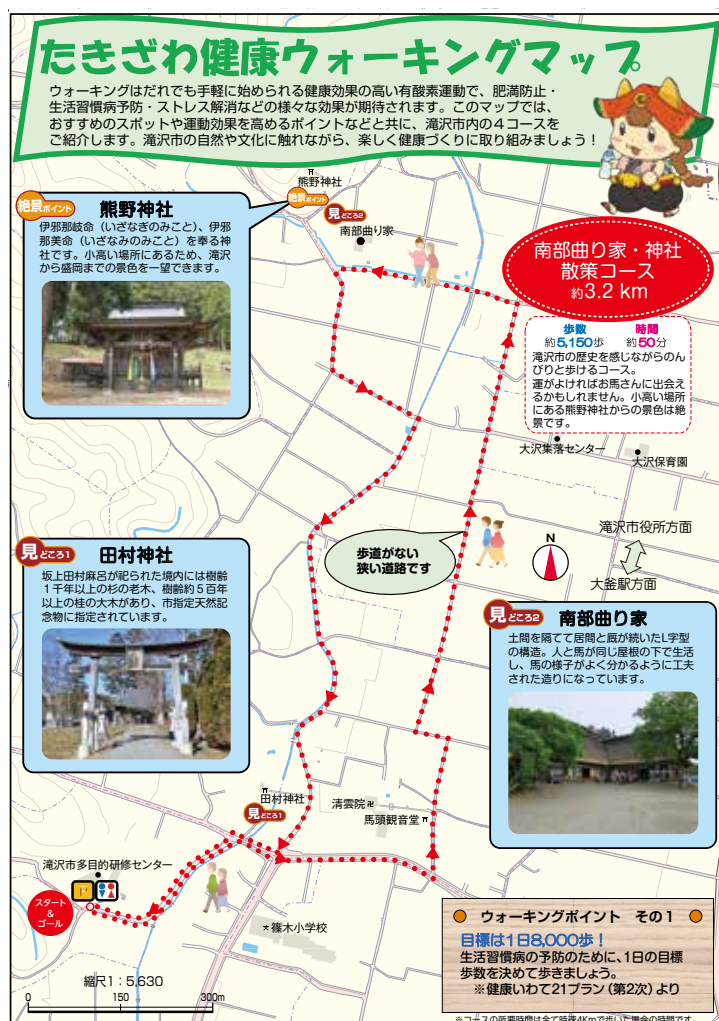 たきざわ健康ウォーキングマップ
ウォーキングはだれでも手軽に始められる健康効果の高い有酸素運動で、肥満防止・
生活習慣病予防・ストレス解消などの様々な効果が期待されます。このマップでは、
おすすめのスポットや運動効果を高めるポイントなどと共に、滝沢市内の4コースを
ご紹介します。滝沢市の自然や文化に触れながら、楽しく健康づくりに取り組みましょう！
熊野神社
絶景ポイント
見どころ2
南部曲り家
絶景ポイント
熊野神社
伊邪那岐命（いざなぎのみこと）、伊邪
那美命（いざなみのみこと）を奉る神
社です。小高い場所にあるため、滝沢
から盛岡までの景色を一望できます。
南部曲り家・神社
散策コース
約3.2 km
歩数
約5,150歩
時間
約50分
滝沢市の歴史を感じながらのん
びりと歩けるコース。
運がよければお馬さんに出会え
るかもしれません。小高い場所
にある熊野神社からの景色は絶
景です。
大沢集落センター
大沢保育園
歩道がない
狭い道路です
N
滝沢市役所方面
大釜駅方面
見どころ1
田村神社
坂上田村麻呂が祀られた境内には樹齢
1千年以上の杉の老木、樹齢約5百年
以上の桂の大木があり、市指定天然記
念物に指定されています。
見どころ2
南部曲り家
土間を隔てて居間と厩が続いたL字型
の構造。人と馬が同じ屋根の下で生活
し、馬の様子がよく分かるように工夫
された造りになっています。
田村神社
見どころ1
清雲院
馬頭観音堂
滝沢市多目的研修センター
スタート
&
ゴール
篠木小学校
縮尺1：5,630
0 150 300m
ウォーキングポイント その1
目標は1日8,000歩！
生活習慣病の予防のために、1日の目標
歩数を決めて歩きましょう。
※健康いわて21プラン（第2次）より
※コースの所要時間は全て時速4Kmで歩いた場合の時間です。